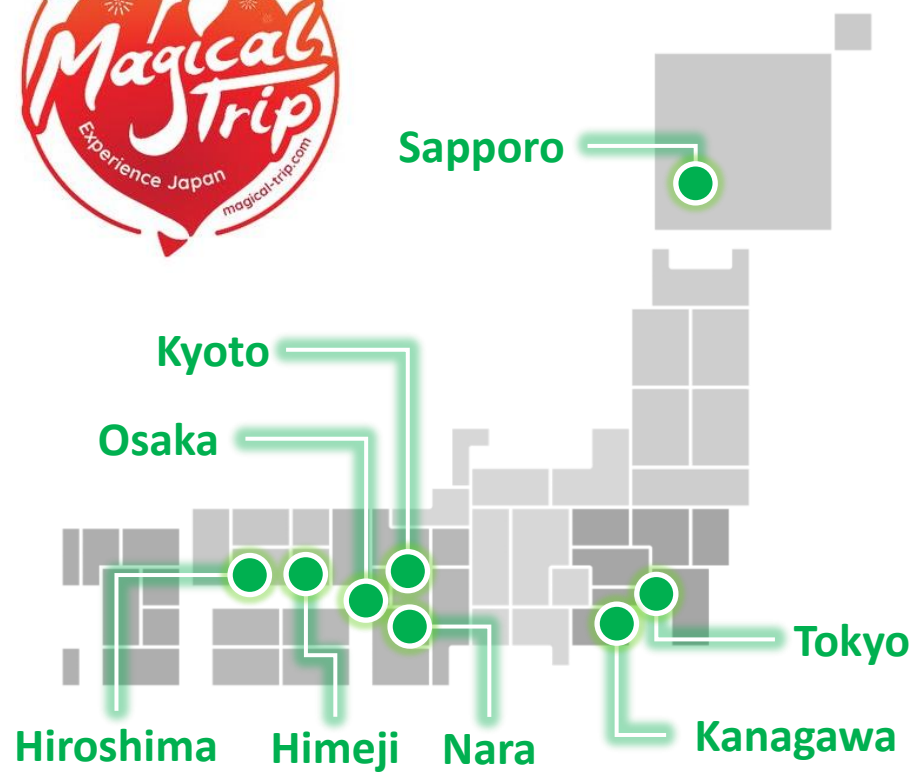 Magical
Trip
Experience Japan
magical-trip.com
Sapporo
Kyoto
Osaka
Tokyo
Kanagawa
Hiroshima
Himeji
Nara